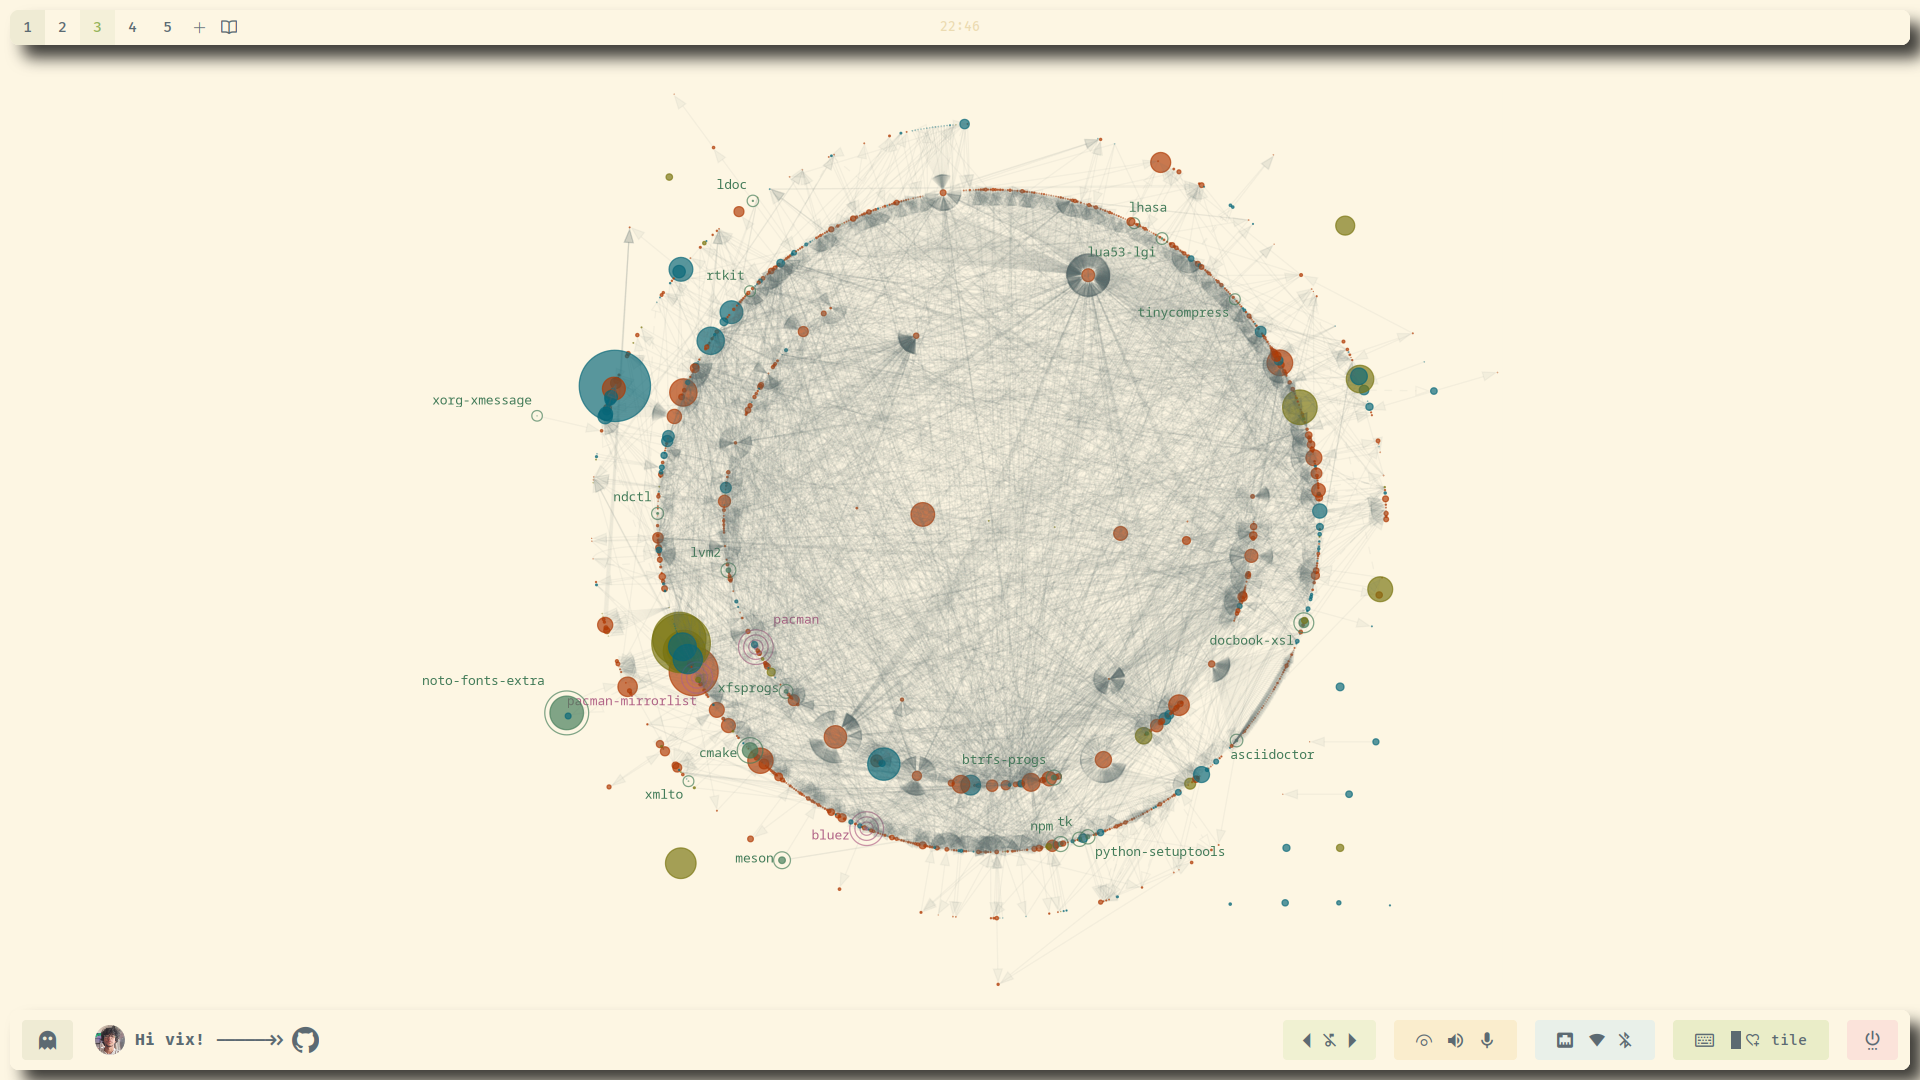 1 2 3 4 5 +
22:46
ldoc
lhasa
lua53-lgi
rtkit
tinycompress
xorg-xmessage
ndctl
lvm2
pacman
docbook-xsl
noto-fonts-extra
xfsprogs
pacman-mirrorlist
cmake
asciidoctor
btrfs-progs
xmlto
npm
tk
bluez
python-setuptools
meson
Hi vix!
tile